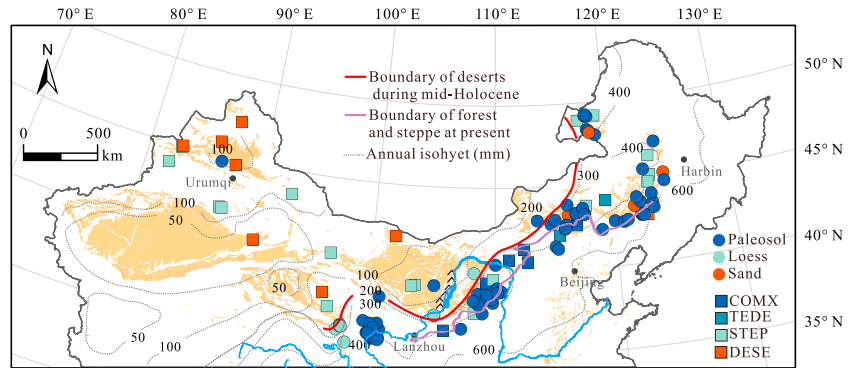 70° E 80° E 90° E 100° E 110° E 120° E 130° E
50° N
45° N
40° N
35° N
N
0 500
km
Boundary of deserts
during mid-Holocene
Boundary of forest
and steppe at present
Annual isohyet (mm)
400
400
300
200
600
Harbin
100
Urumqi
100
50
100
200
300
50
400
50
100
600
Beijing
Lanzhou
Paleosol
Loess
Sand
COMX
TEDE
STEP
DESE